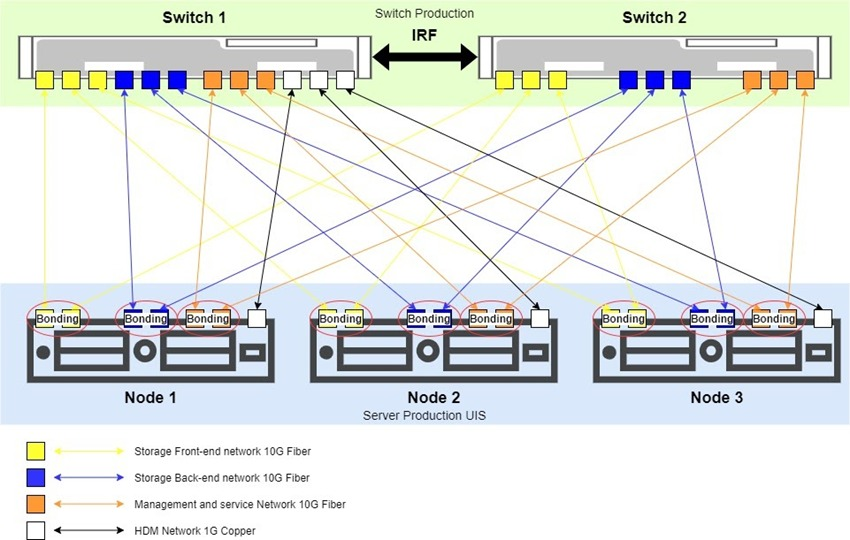 Switch Production
Switch 1
IRF
Switch 2
Bonding
Bonding
Bonding
Bonding
Bonding
Bonding
Bonding
Bonding
Bonding
Node 1
Node 2
Node 3
Server Production UIS
Storage Front-end network 10G Fiber
Storage Back-end network 10G Fiber
Management and service Network 10G Fiber
HDM Network 1G Copper